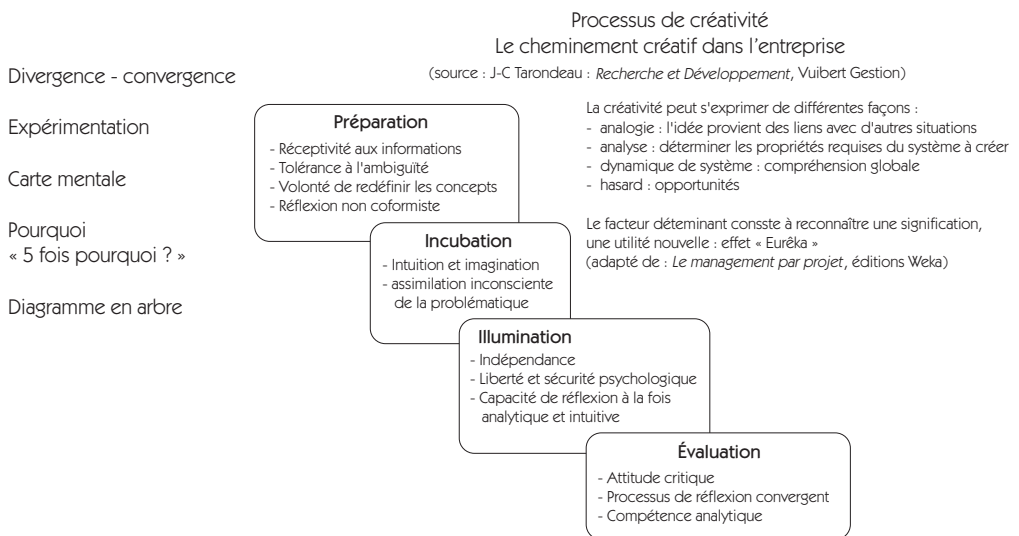 Processus de créativité
Le cheminement créatif dans l'entreprise
(source : J-C Tarondeau : Recherche et Développement, Vuibert Gestion)
Divergence - convergence
Expérimentation
Carte mentale
Pourquoi
« 5 fois pourquoi ? »
Diagramme en arbre
Préparation
- Réceptivité aux informations
- Tolérance à l'ambiguïté
- Volonté de redéfinir les concepts
- Réflexion non coformiste
La créativité peut s'exprimer de différentes façons :
- analogie : l'idée provient des liens avec d'autres situations
- analyse : déterminer les propriétés requises du système à créer
- dynamique de système : compréhension globale
- hasard : opportunités
Le facteur déteminant consste à reconnaître une signification,
une utilité nouvelle : effet « Eurêka »
(adapté de : Le management par projet, éditions Weka)
Incubation
- Intuition et imagination
- assimilation inconsciente
de la problématique
Illumination
- Indépendance
- Liberté et sécurité psychologique
- Capacité de réflexion à la fois
analytique et intuitive
Évaluation
- Attitude critique
- Processus de réflexion convergent
- Compétence analytique